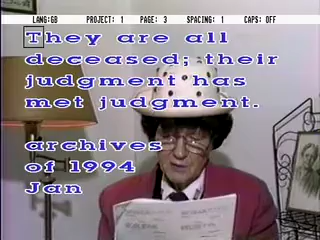 LANG:GB PROJECT: 1 PAGE: 3 SPACING: 1 CAPS: OFF
They are all
deceased; their
judgment has
met judgment.
archives
of 1994
Jan